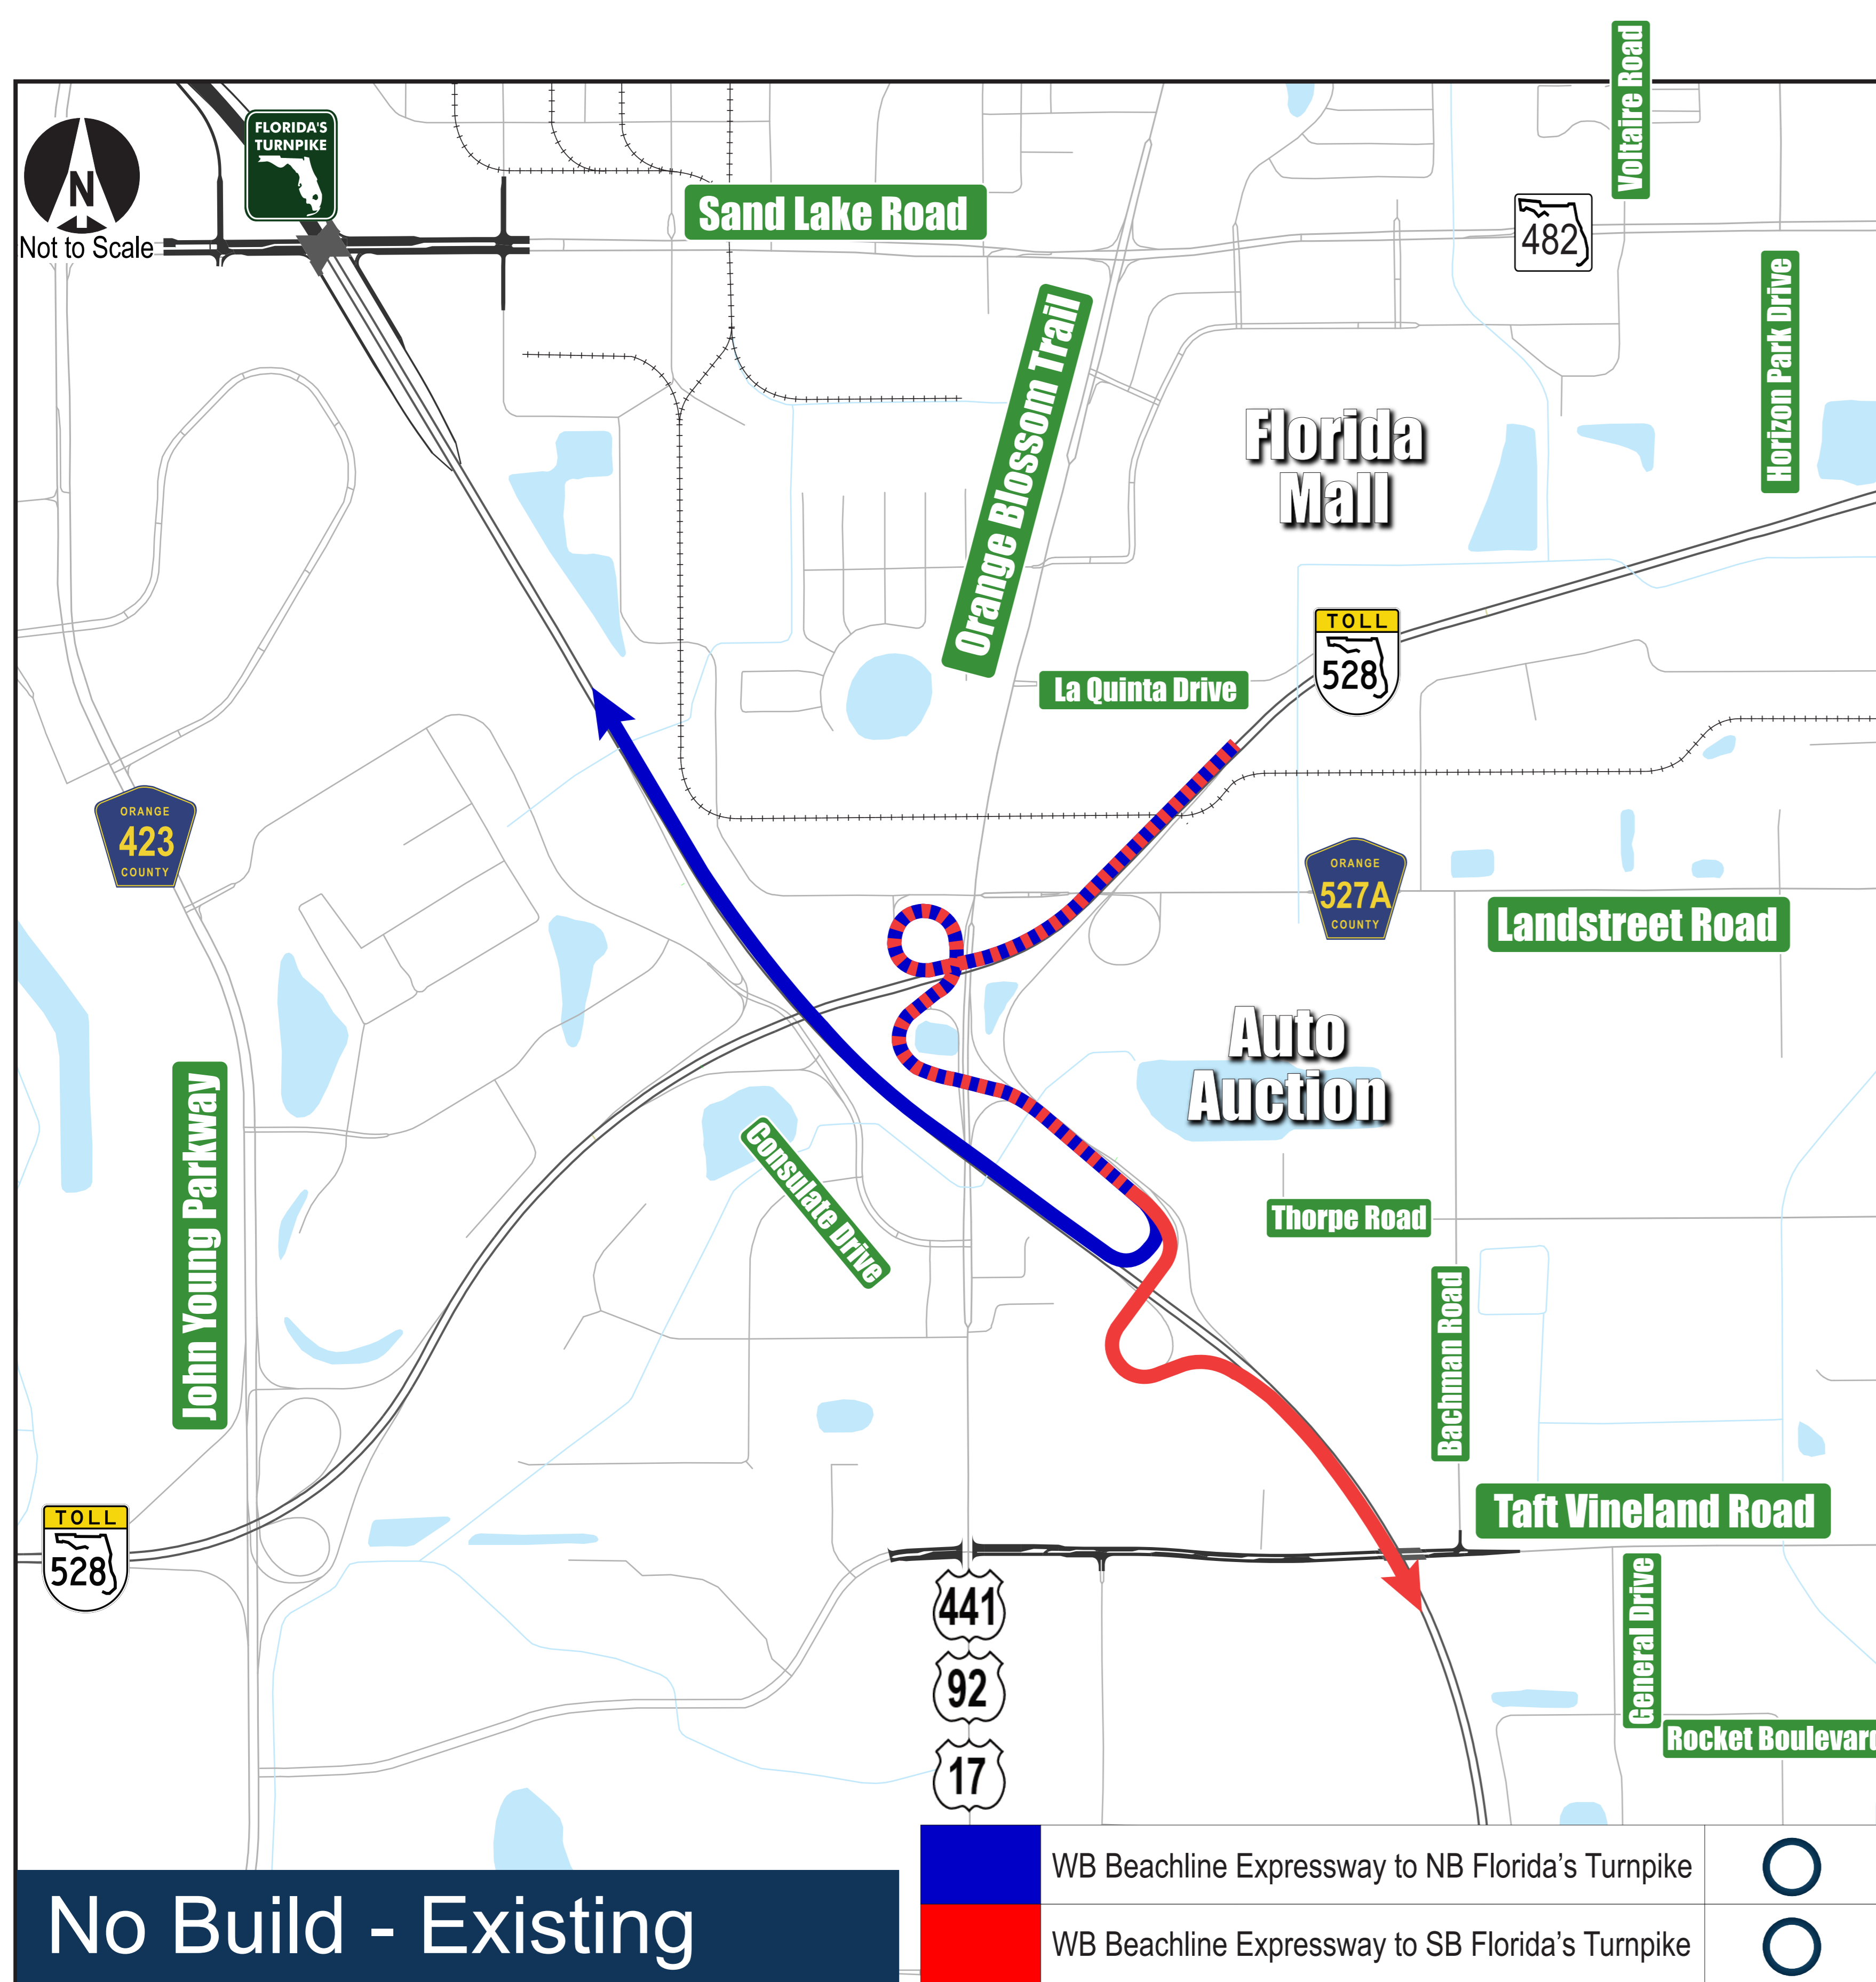 Voltaire Road
FLORIDA'S
TURNPIKE
N
Not to Scale
Sand Lake Road
482
Horizon Park Drive
Orange Blossom Trail
Florida
Mall
TOLL
528
La Quinta Drive
ORANGE
423
COUNTY
ORANGE
527A
COUNTY
Landstreet Road
Auto
Auction
John Young Parkway
Consulate Drive
Thorpe Road
Bachman Road
TOLL
528
Taft Vineland Road
441
92
17
General Drive
Rocket Boulevard
No Build - Existing
WB Beachline Expressway to NB Florida's Turnpike
WB Beachline Expressway to SB Florida's Turnpike